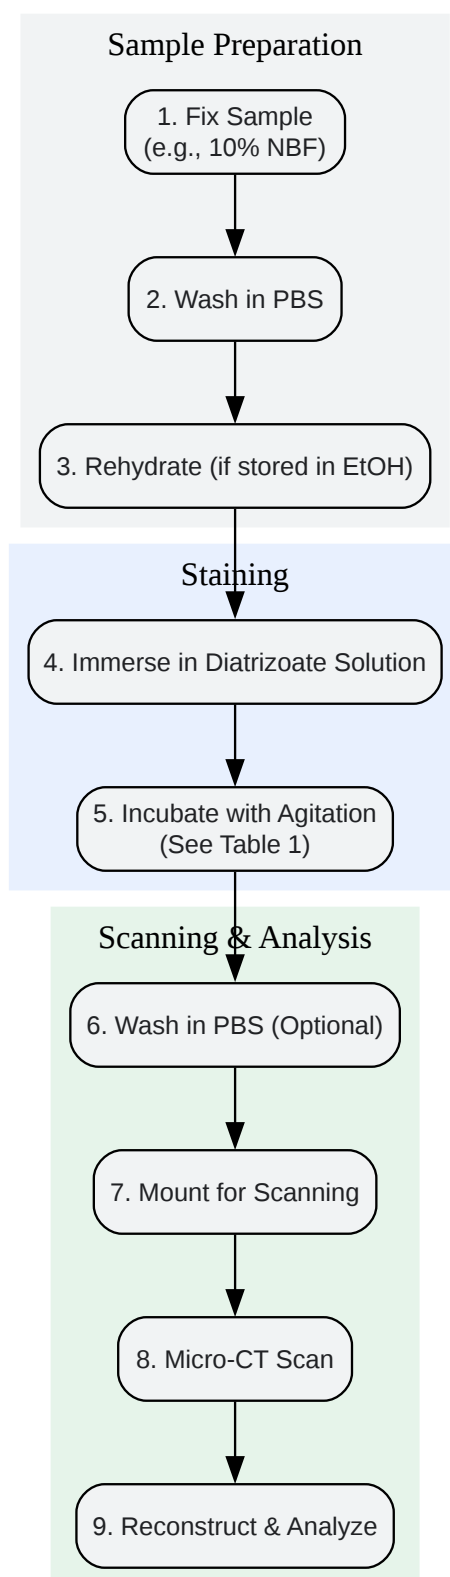 Sample Preparation
1. Fix Sample
(e.g., 10% NBF)
2. Wash in PBS
3. Rehydrate (if stored in EtOH)
Staining
4. Immerse in Diatrizoate Solution
5. Incubate with Agitation
(See Table 1)
Scanning & Analysis
6. Wash in PBS (Optional)
7. Mount for Scanning
8. Micro-CT Scan
9. Reconstruct & Analyze